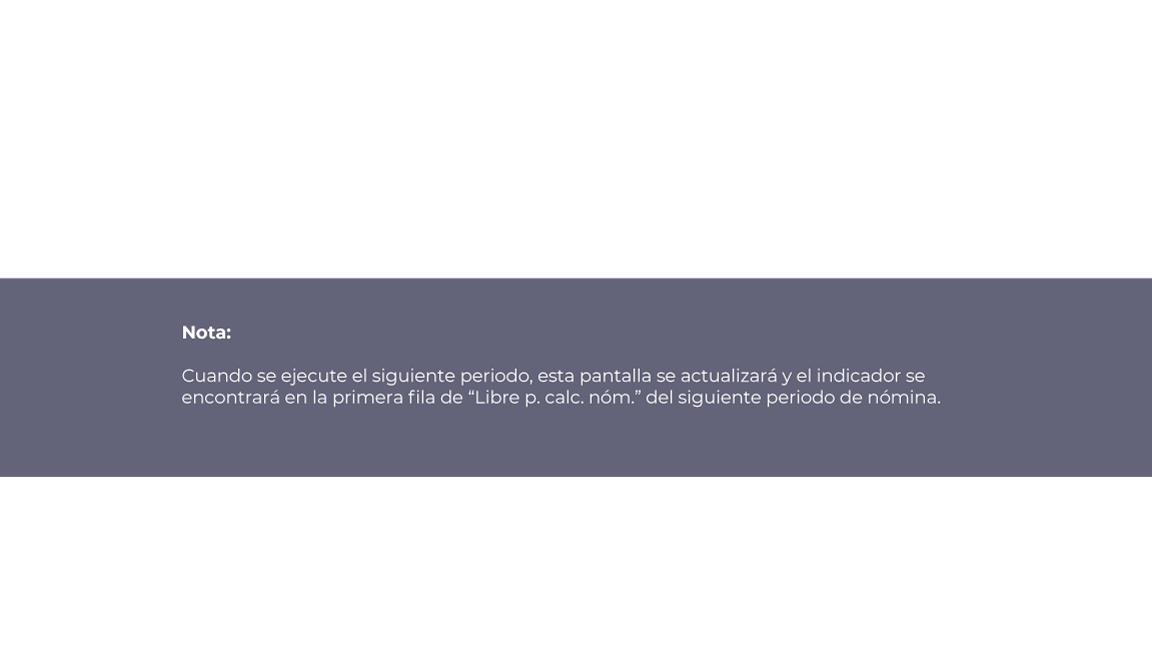 Nota:
Cuando se ejecute el siguiente periodo, esta pantalla se actualizará y el indicador se
encontrará en la primera fila de “Libre p. calc. nóm.” del siguiente periodo de nómina.